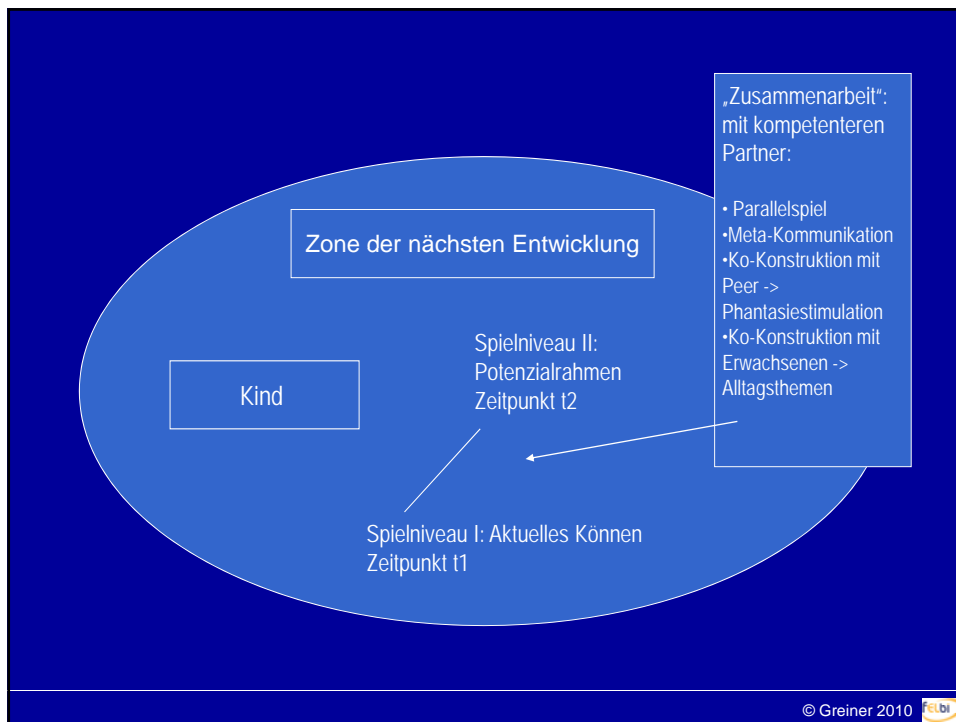 „Zusammenarbeit“:
mit kompetenteren
Partner:
• Parallelspiel
•Meta-Kommunikation
•Ko-Konstruktion mit
Peer ->
Phantasiestimulation
•Ko-Konstruktion mit
Erwachsenen ->
Alltagsthemen
Zone der nächsten Entwicklung
Spielniveau II:
Potenzialrahmen
Zeitpunkt t2
Kind
Spielniveau I: Aktuelles Können
Zeitpunkt t1
© Greiner 2010
felbi